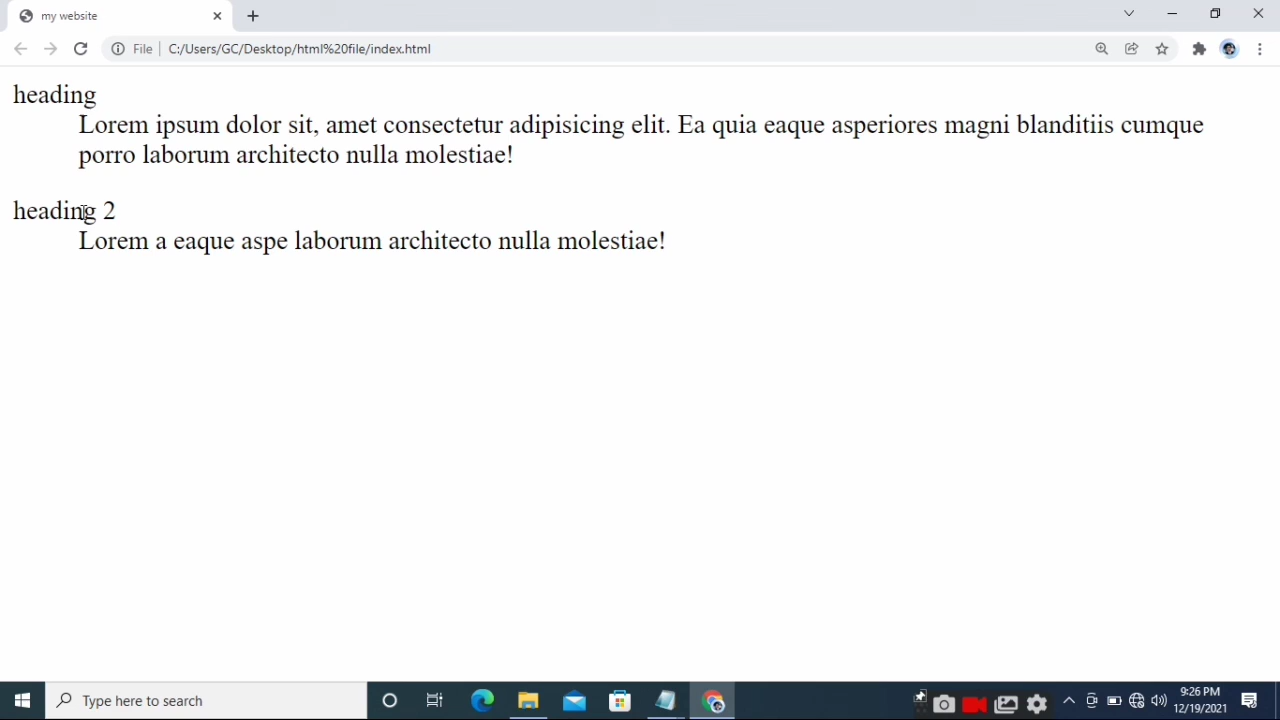 my website
File
C:/Users/GC/Desktop/html%20file/index.html
heading
Lorem ipsum dolor sit, amet consectetur adipisicing elit. Ea quia eaque asperiores magni blanditiis cumque
porro laborum architecto nulla molestiae!
heading 2
Lorem a eaque aspe laborum architecto nulla molestiae!
Type here to search
9:26 PM
12/19/2021